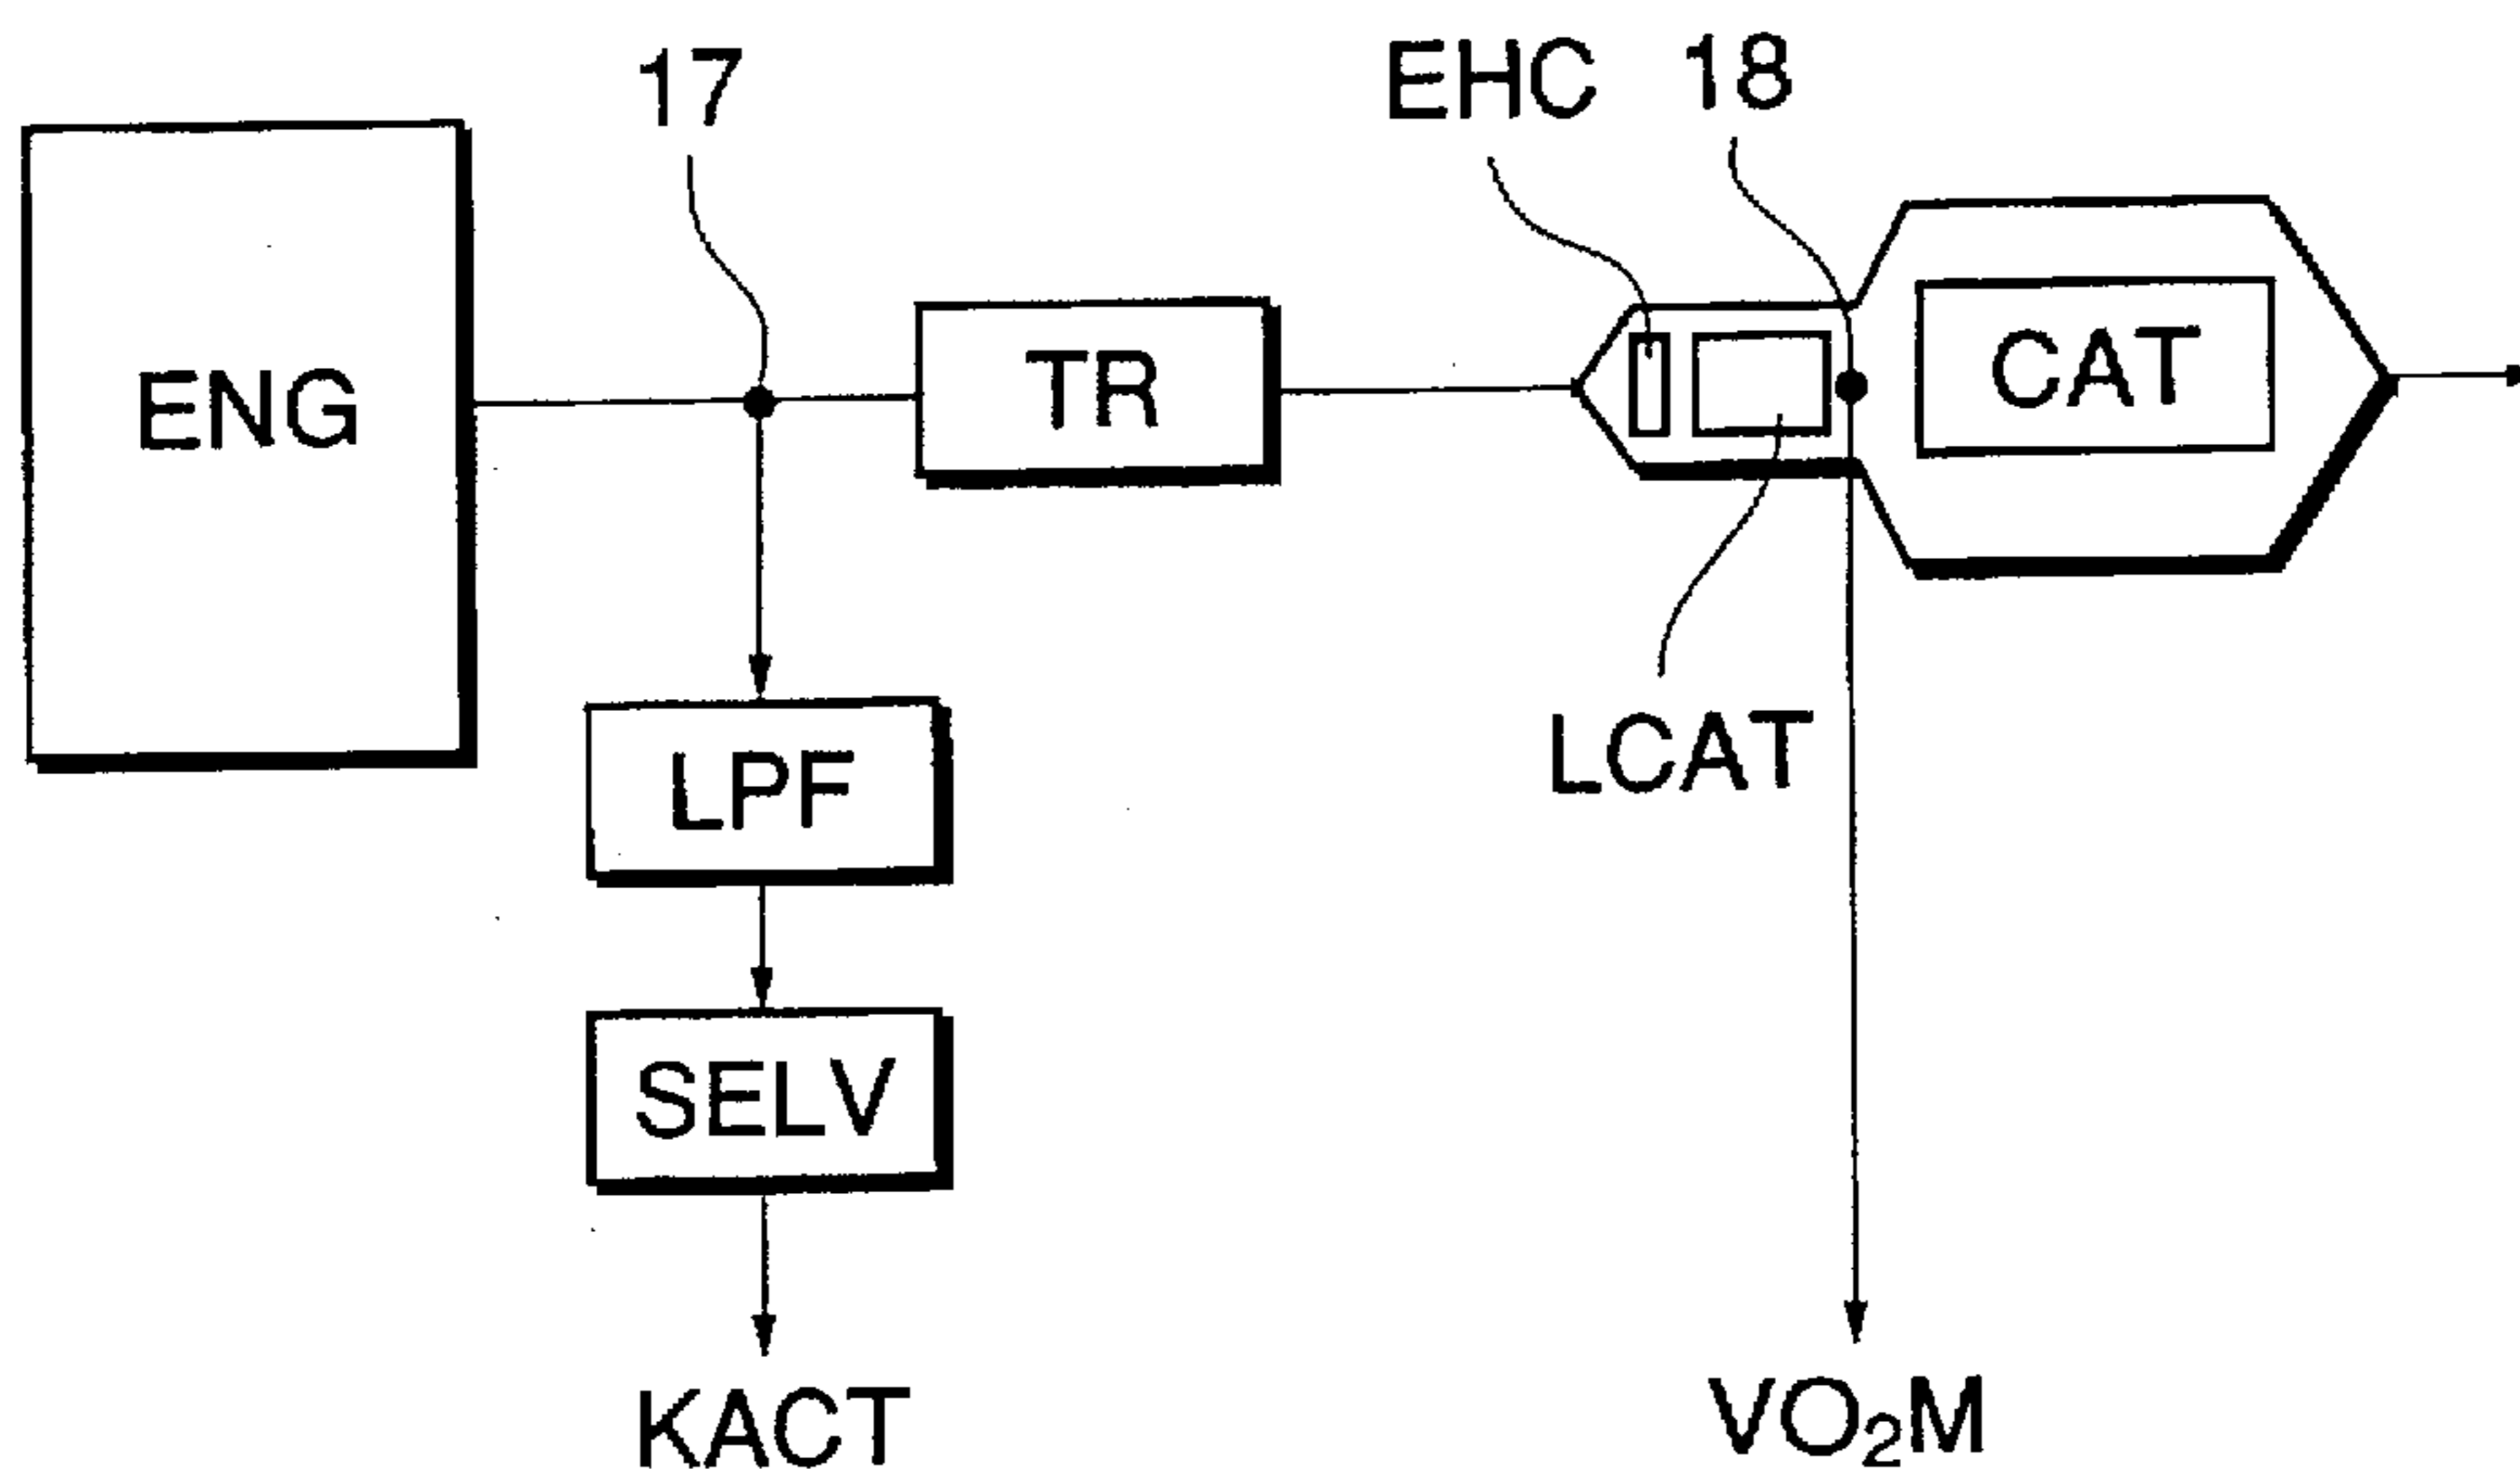 17
EHC
18
ENG
TR
CAT
LPF
LCAT
SELV
KACT
VO₂M